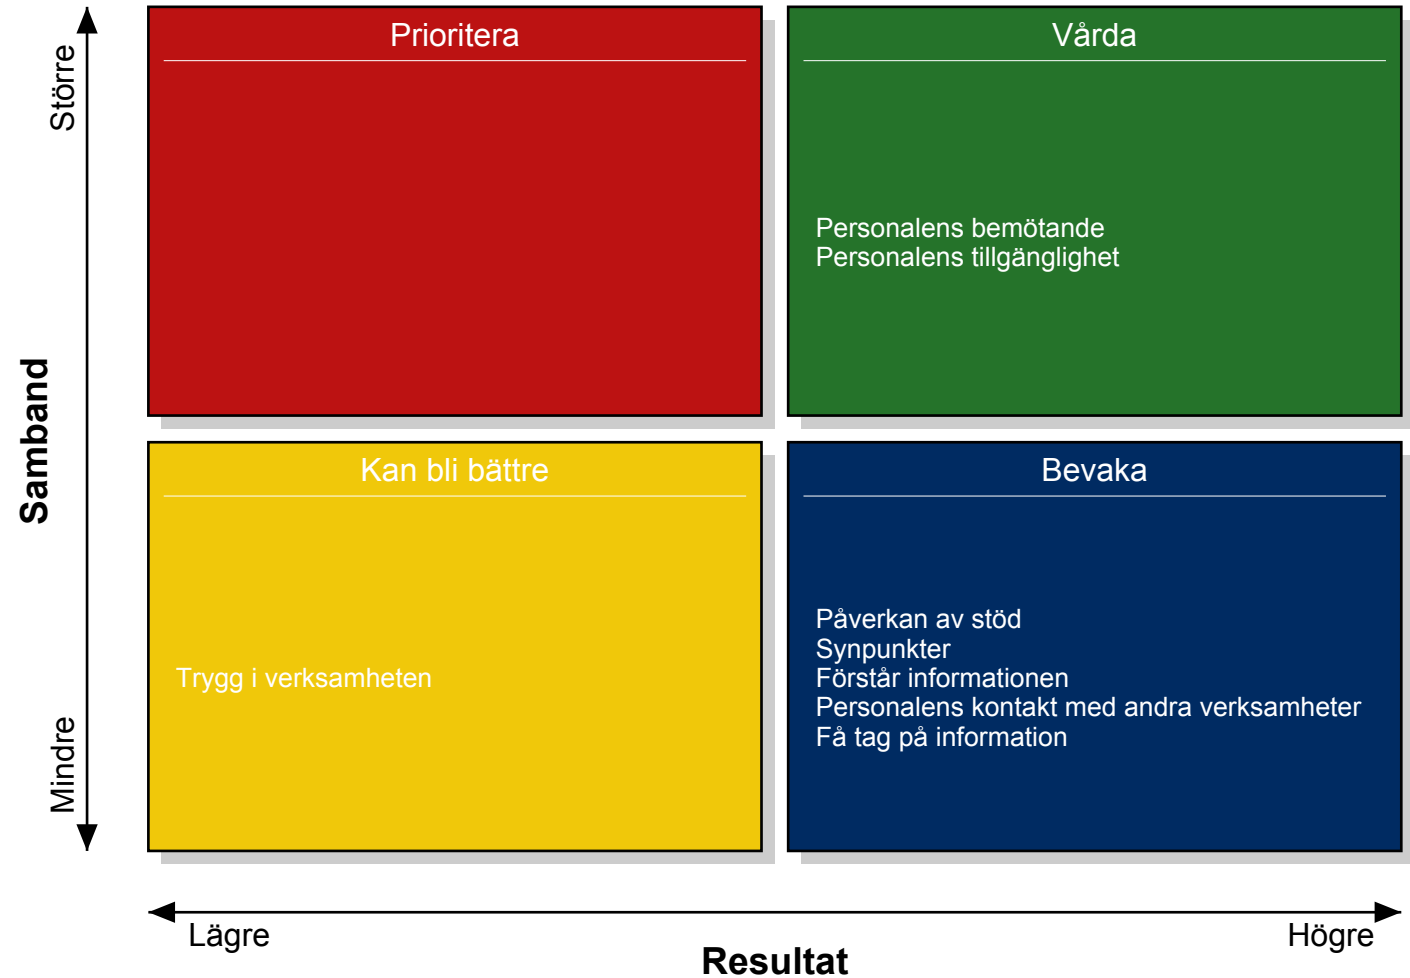 Större
Samband
Mindre
Prioritera
Vårda
Personalens bemötande
Personalens tillgänglighet
Kan bli bättre
Trygg i verksamheten
Bevaka
Påverkan av stöd
Synpunkter
Förstår informationen
Personalens kontakt med andra verksamheter
Få tag på information
Lägre
Resultat
Högre